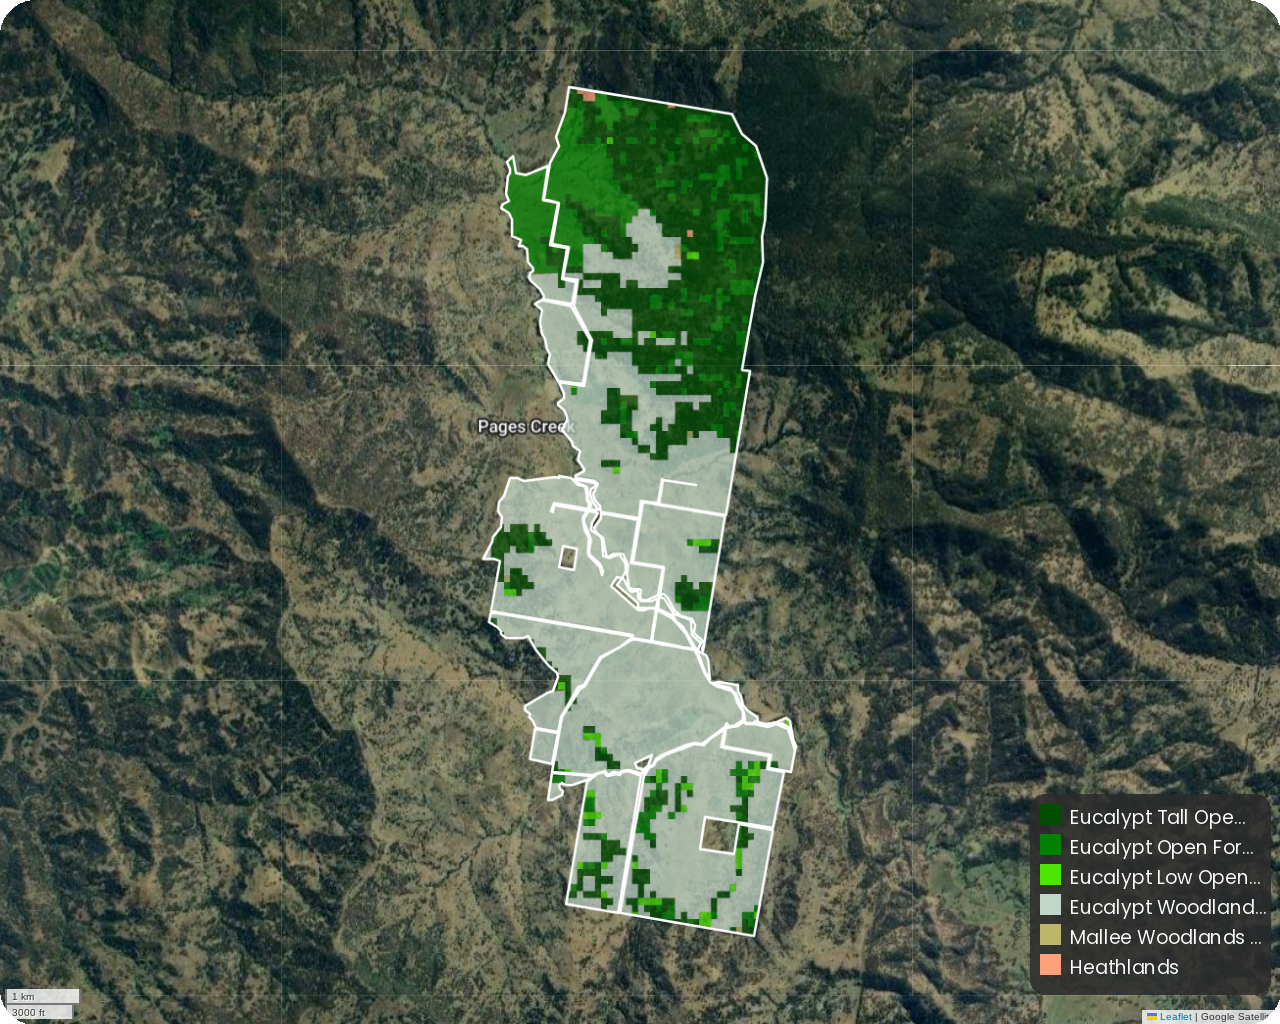 Pages Creek
Eucalypt Tall Ope...
Eucalypt Open For...
Eucalypt Low Open...
Eucalypt Woodland...
Mallee Woodlands ...
Heathlands
1 km
3000 ft
Leaflet | Google Satelli